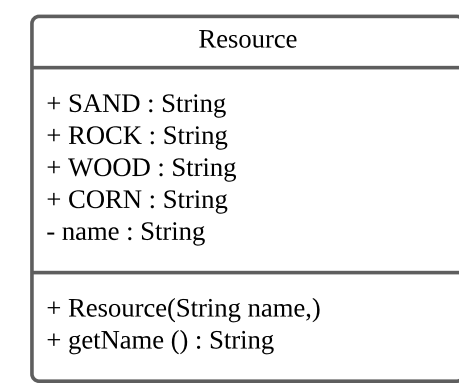 Resource
+ SAND : String
+ ROCK : String
+ WOOD : String
+ CORN : String
- name : String
+ Resource(String name,)
+ getName () : String